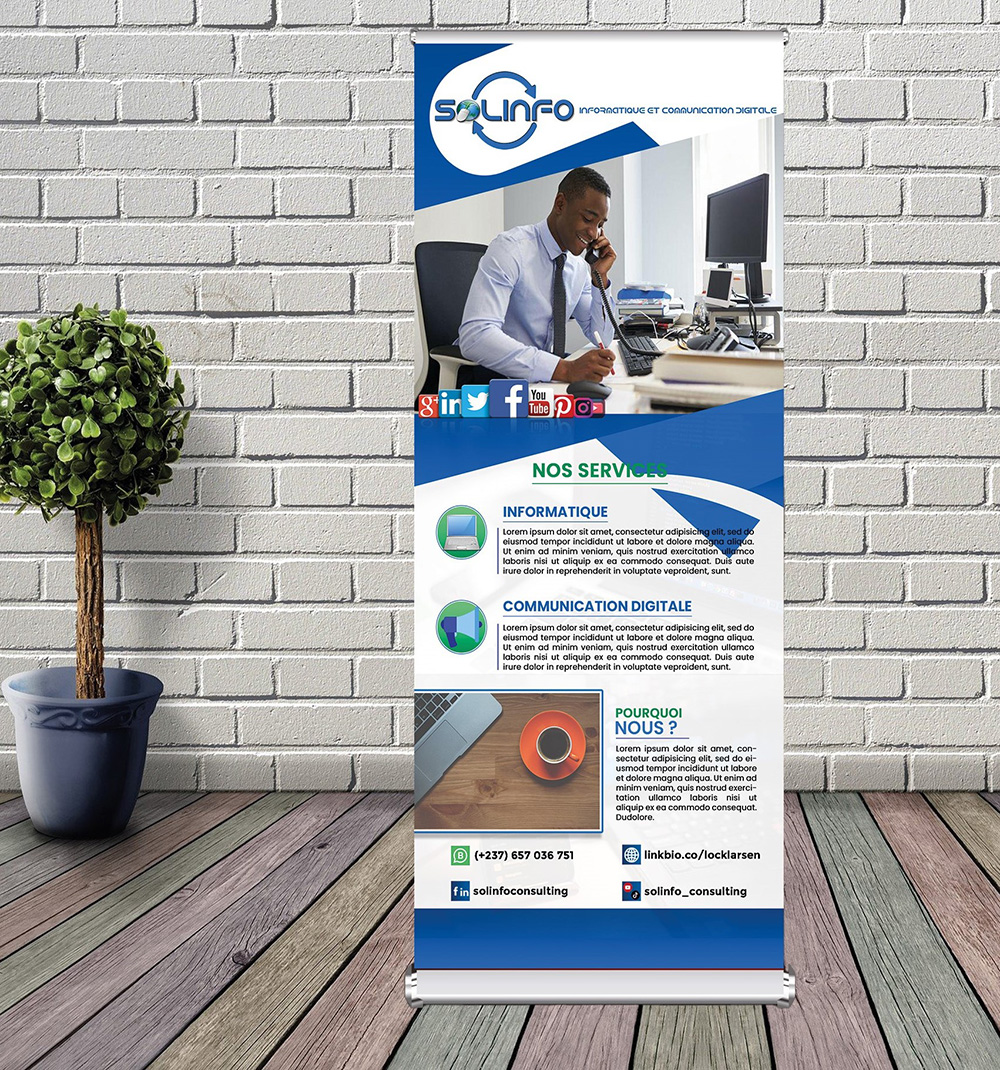 SOLINFO INFORMATIQUE ET COMMUNICATION DIGITALE
g+ in f You Tube
NOS SERVICES
INFORMATIQUE
Lorem ipsum dolor sit amet, consectetur adipisicing elit, sed do
eiusmod tempor incididunt ut labore et dolore magna aliqua.
Ut enim ad minim veniam, quis nostrud exercitation ullamco
laboris nisi ut aliquip ex ea commodo consequat. Duis aute
irure dolor in reprehenderit in voluptate veproident, sunt.
COMMUNICATION DIGITALE
Lorem ipsum dolor sit amet, consectetur adipisicing elit, sed do
eiusmod tempor incididunt ut labore et dolore magna aliqua.
Ut enim ad minim veniam, quis nostrud exercitation ullamco
laboris nisi ut aliquip ex ea commodo consequat. Duis aute
irure dolor in reprehenderit in voluptate veproident, sunt.
POURQUOI
NOUS ?
Lorem ipsum dolor sit amet, con-
sectetur adipisicing elit, sed do ei-
usmod tempor incididunt ut labore
et dolore magna aliqua. Ut enim ad
minim veniam, quis nostrud exerci-
tation ullamco laboris nisi ut
aliquip ex ea commodo consequat.
Dudolore.
B (+237) 657 036 751
linkbio.co/locklarsen
f in solinfoconsulting
solinfo_consulting